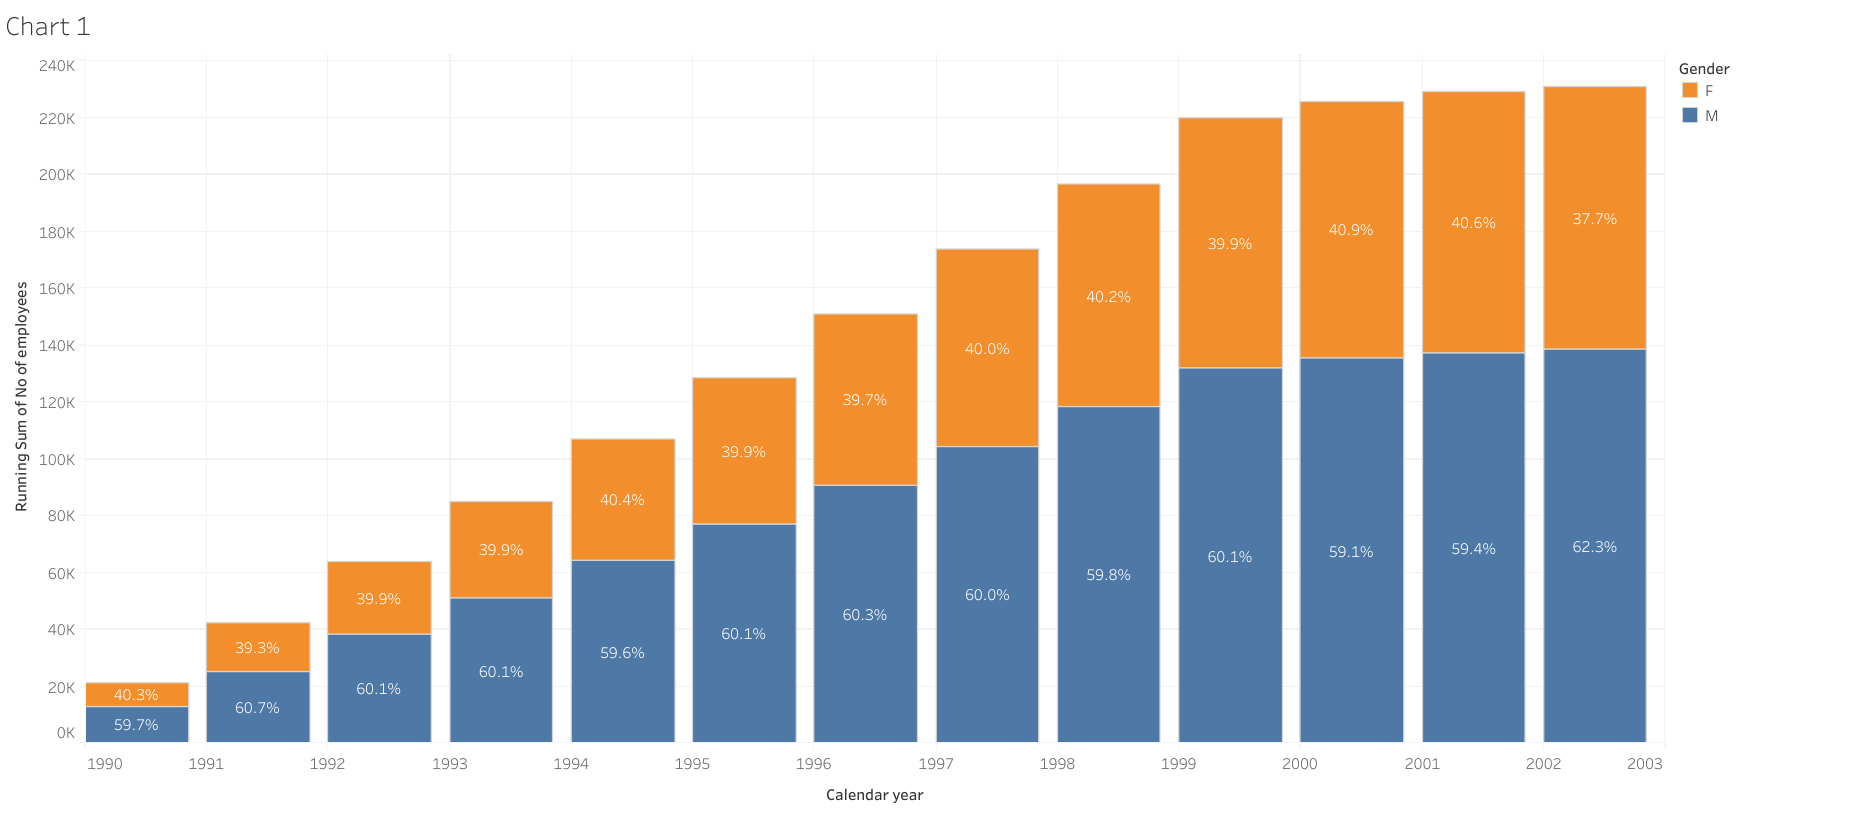 Chart 1
240K
220K
200K
180K
160K
140K
120K
100K
80K
60K
40K
20K
0K
Running Sum of No of employees
40.3%
59.7%
39.3%
60.7%
39.9%
60.1%
39.9%
60.1%
40.4%
59.6%
39.9%
60.1%
39.7%
60.3%
40.0%
60.0%
40.2%
59.8%
39.9%
60.1%
40.9%
59.1%
40.6%
59.4%
37.7%
62.3%
1990 1991 1992 1993 1994 1995 1996 1997 1998 1999 2000 2001 2002 2003
Calendar year
Gender
F
M